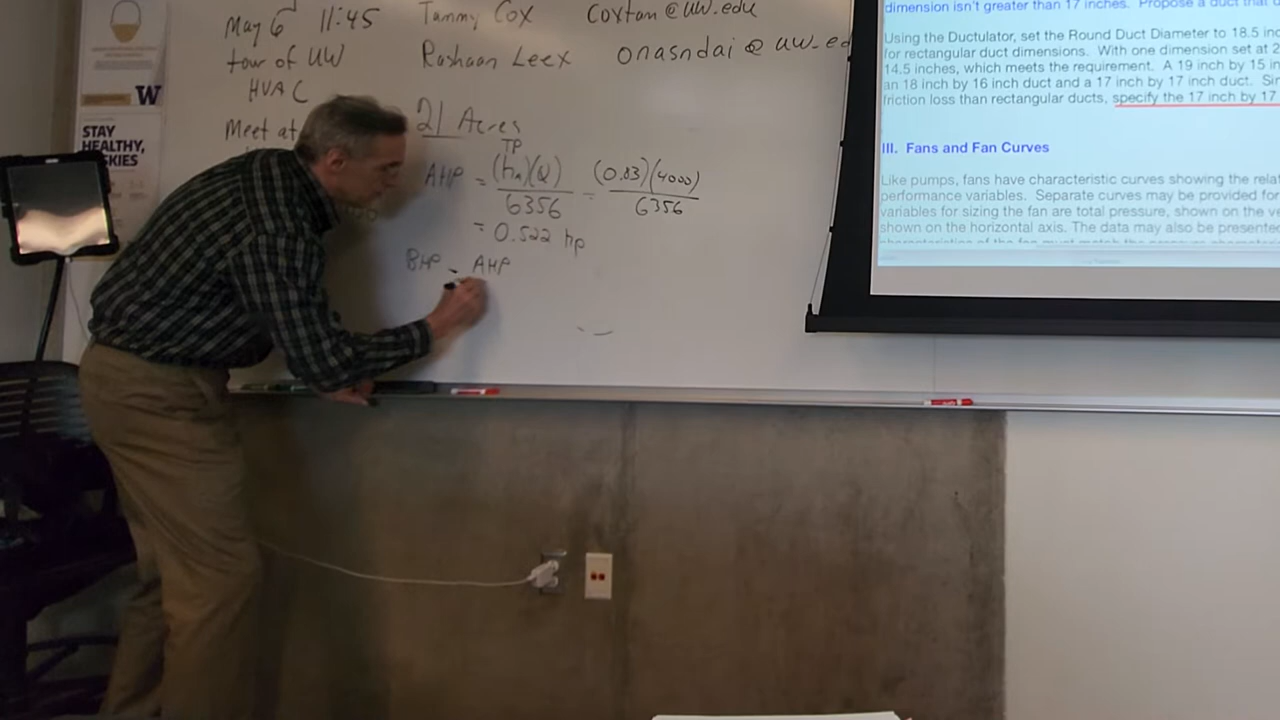 May 6 11:45
tour of UW
HVAC
Meet at
Tammy Cox coxtam@uw.edu
Rashaan Leex onasndai@uw.ed
21 Acres
TP
AHP = (hA)(Q) / 6356 = (0.83)(4000) / 6356
= 0.522 hp
BHP = AHP
W
STAY
HEALTHY,
SKIES
dimension isn't greater than 17 inches. Propose a duct that
Using the Ductulator, set the Round Duct Diameter to 18.5 inc
for rectangular duct dimensions. With one dimension set at 2
14.5 inches, which meets the requirement. A 19 inch by 15 in
an 18 inch by 16 inch duct and a 17 inch by 17 inch duct. Sin
friction loss than rectangular ducts, specify the 17 inch by 17
III. Fans and Fan Curves
Like pumps, fans have characteristic curves showing the relat
performance variables. Separate curves may be provided for
variables for sizing the fan are total pressure, shown on the v
shown on the horizontal axis. The data may also be presented